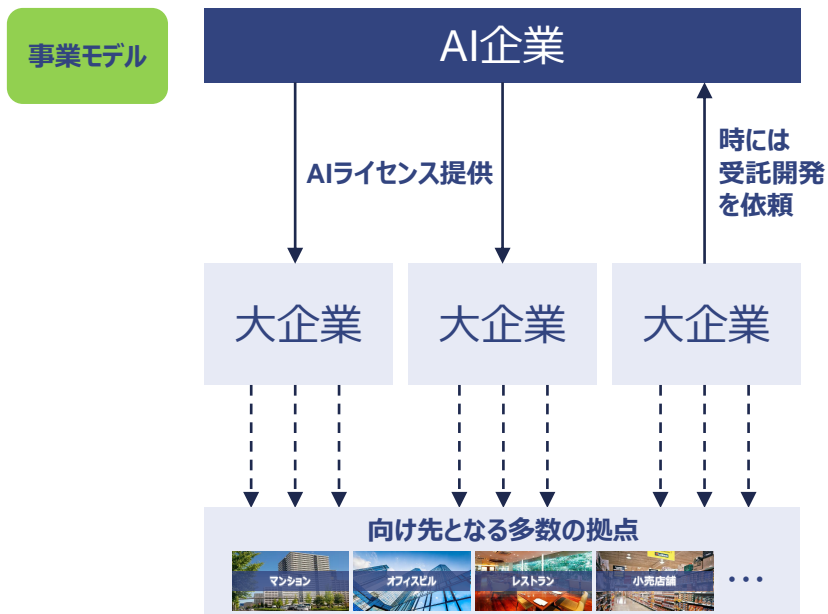 事業モデル
AI企業
AIライセンス提供
時には
受託開発
を依頼
大企業
大企業
大企業
向け先となる多数の拠点
マンション
オフィスビル
レストラン
小売店舗
・・・